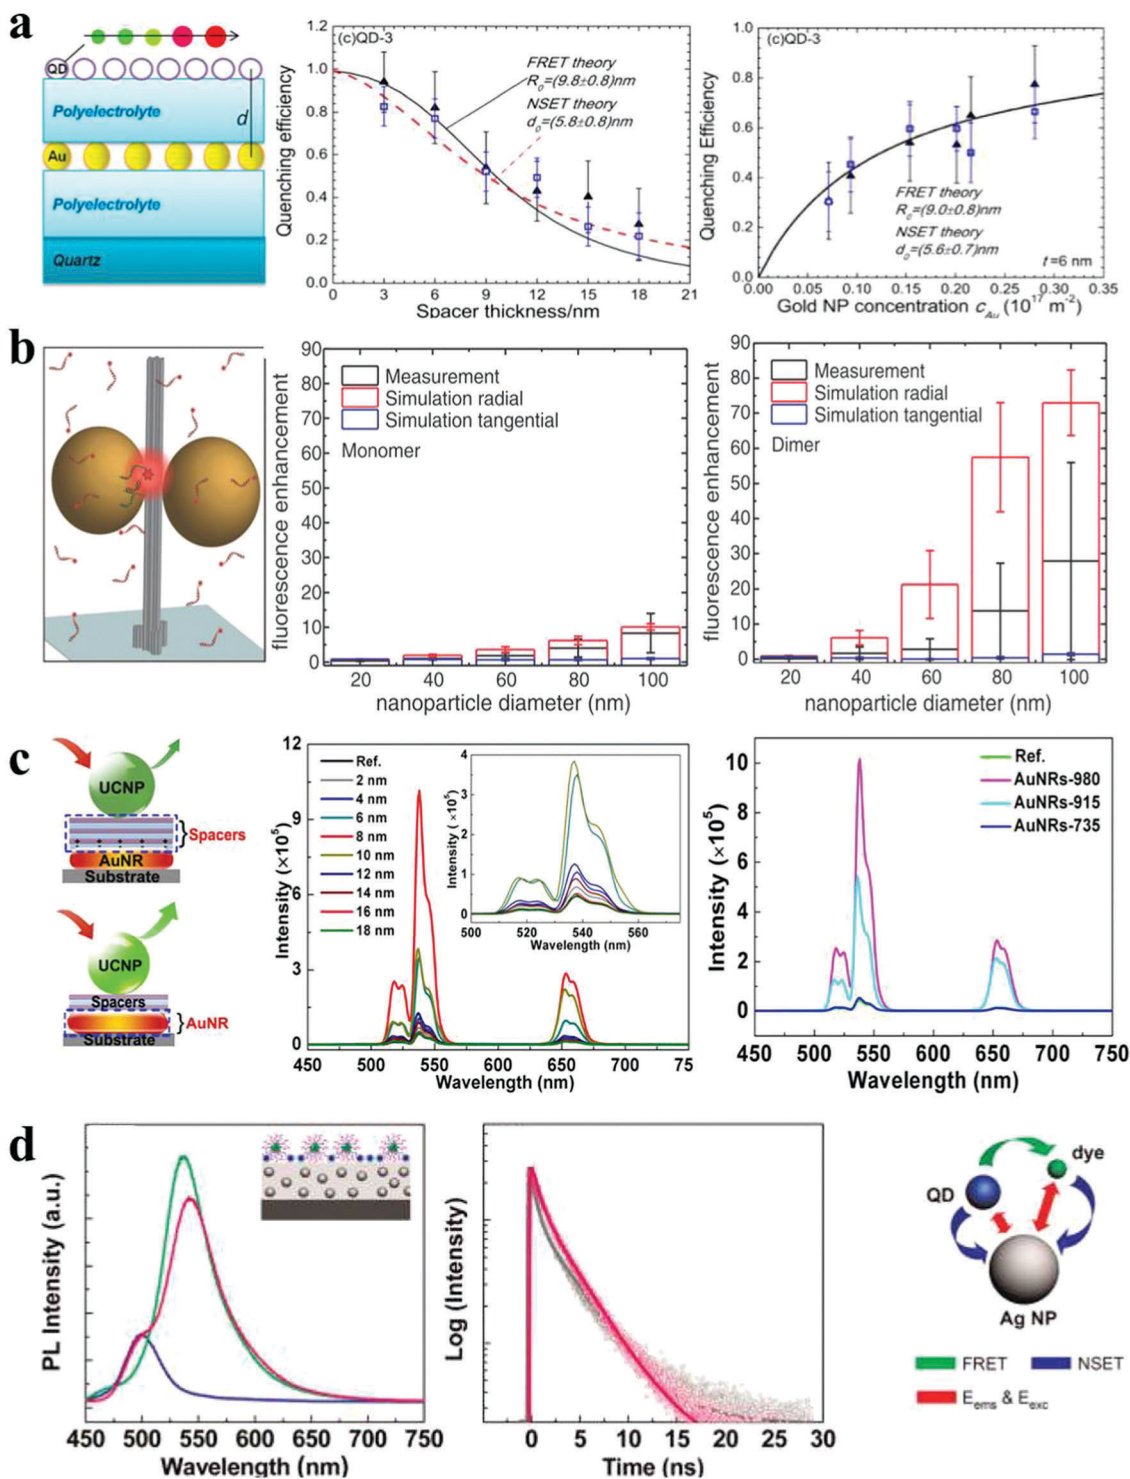 a
QD
Polyelectrolyte
d
Au
Polyelectrolyte
Quartz
(c)QD-3
FRET theory
R0=(9.8±0.8)nm
NSET theory
d0=(5.8±0.8)nm
Quenching efficiency
1.2
1.0
0.8
0.6
0.4
0.2
0.0
0 3 6 9 12 15 18 21
Spacer thickness/nm
(c)QD-3
FRET theory
R0=(9.0±0.8)nm
NSET theory
d0=(5.6±0.7)nm
t=6 nm
Quenching Efficiency
1.0
0.8
0.6
0.4
0.2
0.0
0.00 0.05 0.10 0.15 0.20 0.25 0.30 0.35
Gold NP concentration cAu (10^17 m^-2)
b
fluorescence enhancement
90
80
70
60
50
40
30
20
10
0
Measurement
Simulation radial
Simulation tangential
Monomer
20 40 60 80 100
nanoparticle diameter (nm)
fluorescence enhancement
90
80
70
60
50
40
30
20
10
0
Measurement
Simulation radial
Simulation tangential
Dimer
20 40 60 80 100
nanoparticle diameter (nm)
c
UCNP
Spacers
AuNR
Substrate
UCNP
Spacers
AuNR
Substrate
Intensity (×10^5)
12
9
6
3
0
Ref.
2 nm
4 nm
6 nm
8 nm
10 nm
12 nm
14 nm
16 nm
18 nm
Intensity (×10^5)
4
3
2
1
0
500 520 540 560
Wavelength (nm)
450 500 550 600 650 700 75
Wavelength (nm)
Intensity (×10^5)
10
8
6
4
2
0
Ref.
AuNRs-980
AuNRs-915
AuNRs-735
450 500 550 600 650 700 750
Wavelength (nm)
d
PL Intensity (a.u.)
450 500 550 600 650 700 750
Wavelength (nm)
Log (Intensity)
0 5 10 15 20 25 30
Time (ns)
dye
QD
Ag NP
FRET NSET
Eems & Eexc